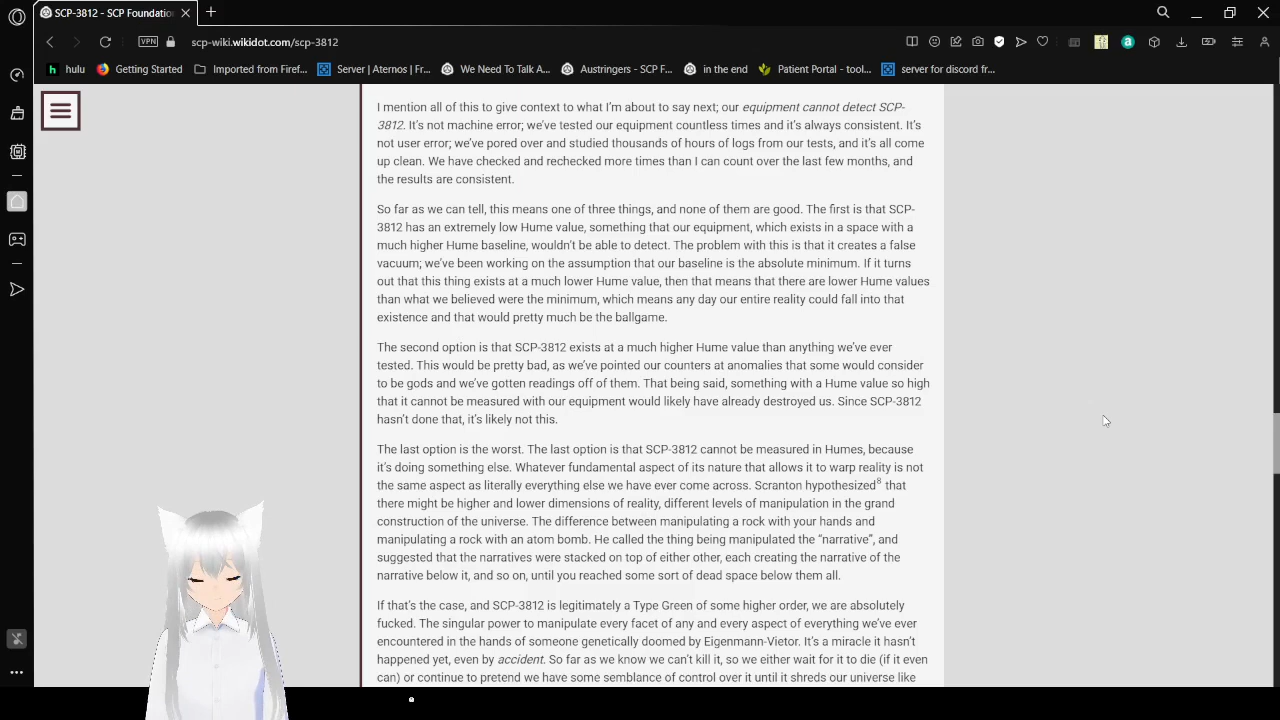 SCP-3812 - SCP Foundatio
scp-wiki.wikidot.com/scp-3812
VPN
hulu
Getting Started
Imported from Firef...
Server | Aternos | Fr...
We Need To Talk A...
Austringers - SCP F...
in the end
Patient Portal - tool...
server for discord fr...
I mention all of this to give context to what I'm about to say next; our equipment cannot detect SCP-
3812. It's not machine error; we've tested our equipment countless times and it's always consistent. It's
not user error; we've pored over and studied thousands of hours of logs from our tests, and it's all come
up clean. We have checked and rechecked more times than I can count over the last few months, and
the results are consistent.
So far as we can tell, this means one of three things, and none of them are good. The first is that SCP-
3812 has an extremely low Hume value, something that our equipment, which exists in a space with a
much higher Hume baseline, wouldn't be able to detect. The problem with this is that it creates a false
vacuum; we've been working on the assumption that our baseline is the absolute minimum. If it turns
out that this thing exists at a much lower Hume value, then that means that there are lower Hume values
than what we believed were the minimum, which means any day our entire reality could fall into that
existence and that would pretty much be the ballgame.
The second option is that SCP-3812 exists at a much higher Hume value than anything we've ever
tested. This would be pretty bad, as we've pointed our counters at anomalies that some would consider
to be gods and we've gotten readings off of them. That being said, something with a Hume value so high
that it cannot be measured with our equipment would likely have already destroyed us. Since SCP-3812
hasn't done that, it's likely not this.
The last option is the worst. The last option is that SCP-3812 cannot be measured in Humes, because
it's doing something else. Whatever fundamental aspect of its nature that allows it to warp reality is not
the same aspect as literally everything else we have ever come across. Scranton hypothesized8 that
there might be higher and lower dimensions of reality, different levels of manipulation in the grand
construction of the universe. The difference between manipulating a rock with your hands and
manipulating a rock with an atom bomb. He called the thing being manipulated the “narrative”, and
suggested that the narratives were stacked on top of either other, each creating the narrative of the
narrative below it, and so on, until you reached some sort of dead space below them all.
If that's the case, and SCP-3812 is legitimately a Type Green of some higher order, we are absolutely
fucked. The singular power to manipulate every facet of any and every aspect of everything we've ever
encountered in the hands of someone genetically doomed by Eigenmann-Vietor. It's a miracle it hasn't
happened yet, even by accident. So far as we know we can't kill it, so we either wait for it to die (if it even
can) or continue to pretend we have some semblance of control over it until it shreds our universe like